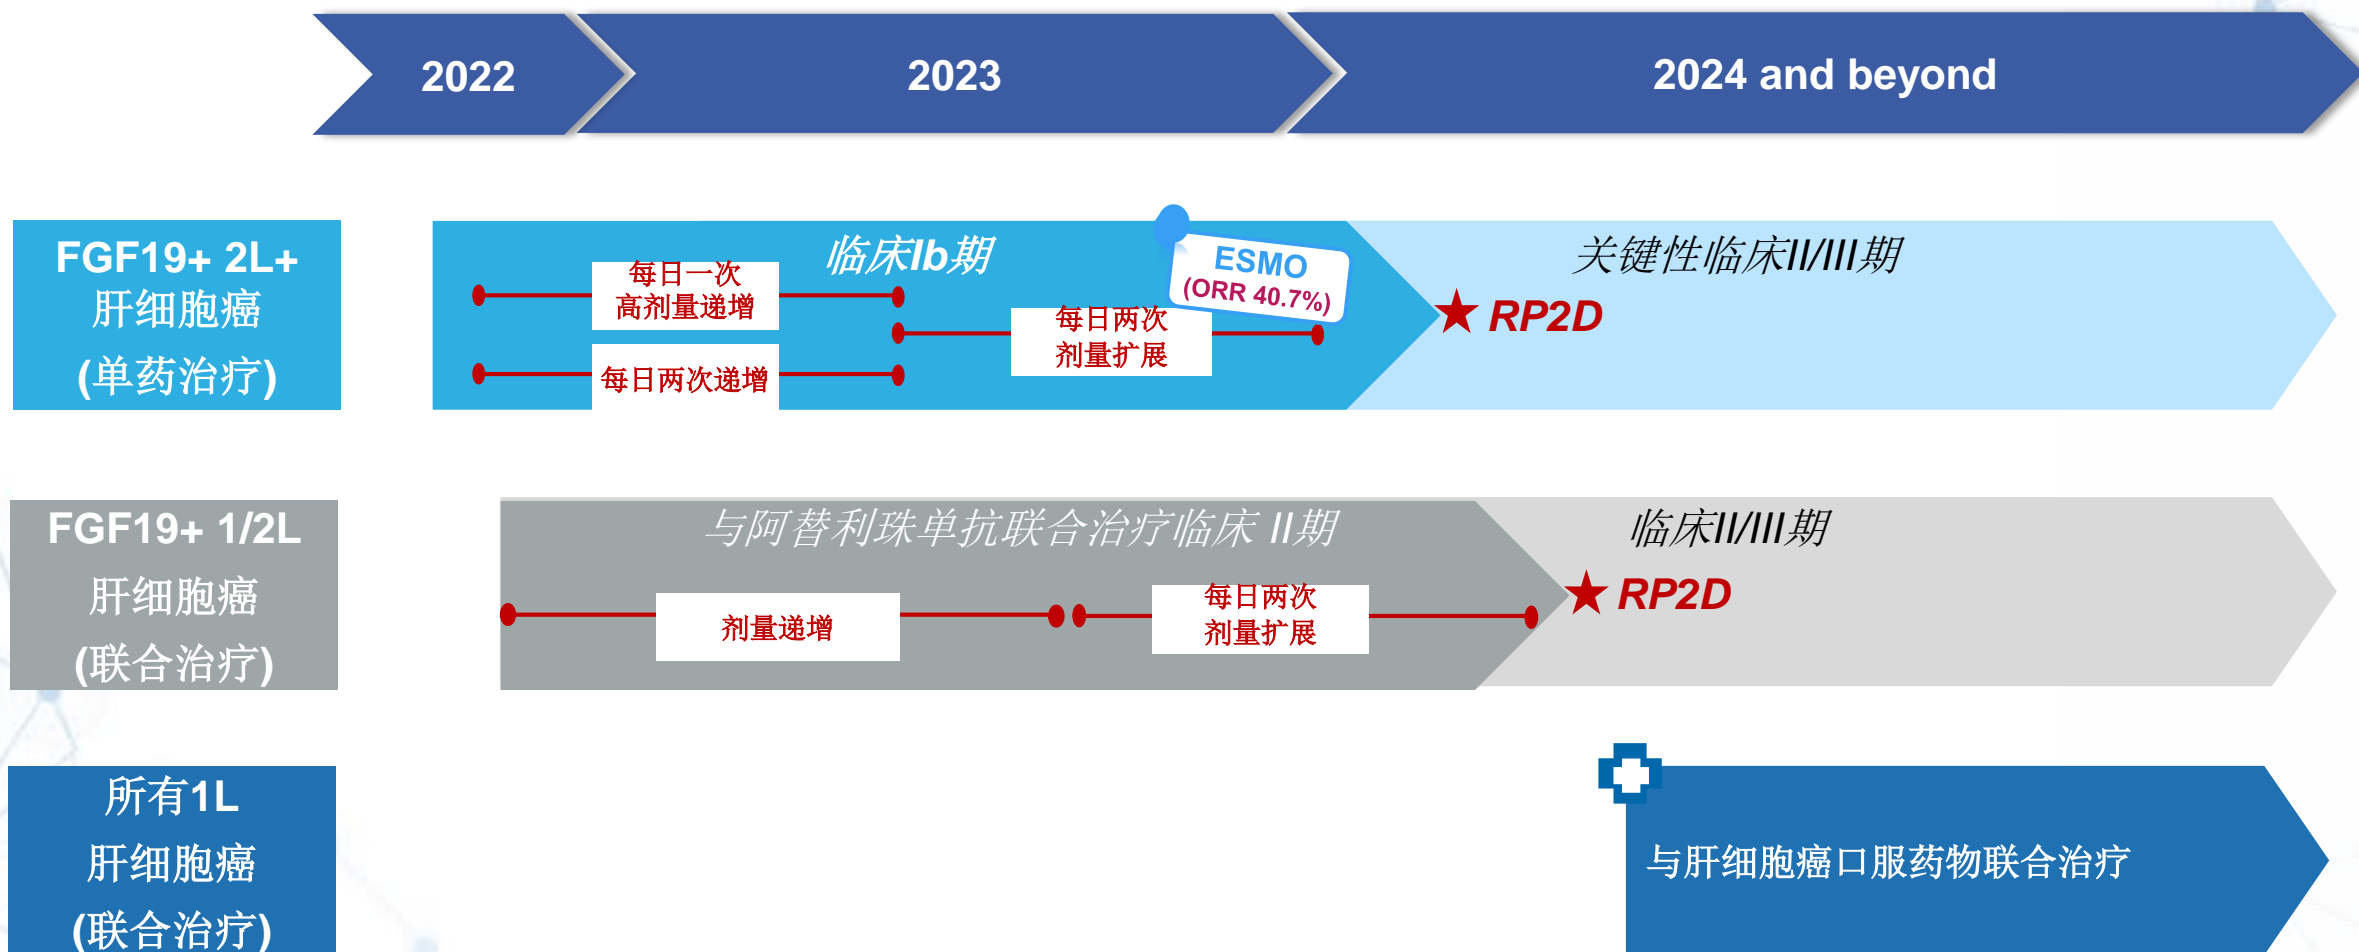 2022
2023
2024 and beyond
FGF19+ 2L+
肝细胞癌
(单药治疗)
临床Ib期
每日一次
高剂量递增
每日两次递增
每日两次
剂量扩展
ESMO
(ORR 40.7%)
关键性临床II/III期
RP2D
FGF19+ 1/2L
肝细胞癌
(联合治疗)
与阿替利珠单抗联合治疗临床 II期
剂量递增
每日两次
剂量扩展
临床II/III期
RP2D
所有1L
肝细胞癌
(联合治疗)
与肝细胞癌口服药物联合治疗